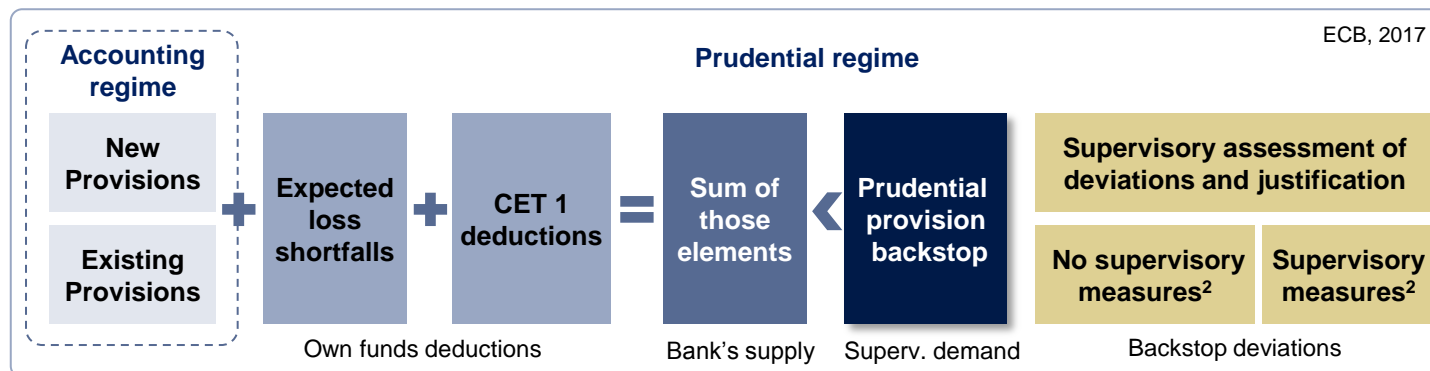 ECB, 2017
Accounting
regime
Prudential regime
New
Provisions
Existing
Provisions
+
Expected
loss
shortfalls
+
CET 1
deductions
=
Sum of
those
elements
<
Prudential
provision
backstop
Supervisory assessment of
deviations and justification
No supervisory
measures²
Supervisory
measures²
Own funds deductions
Bank’s supply
Superv. demand
Backstop deviations